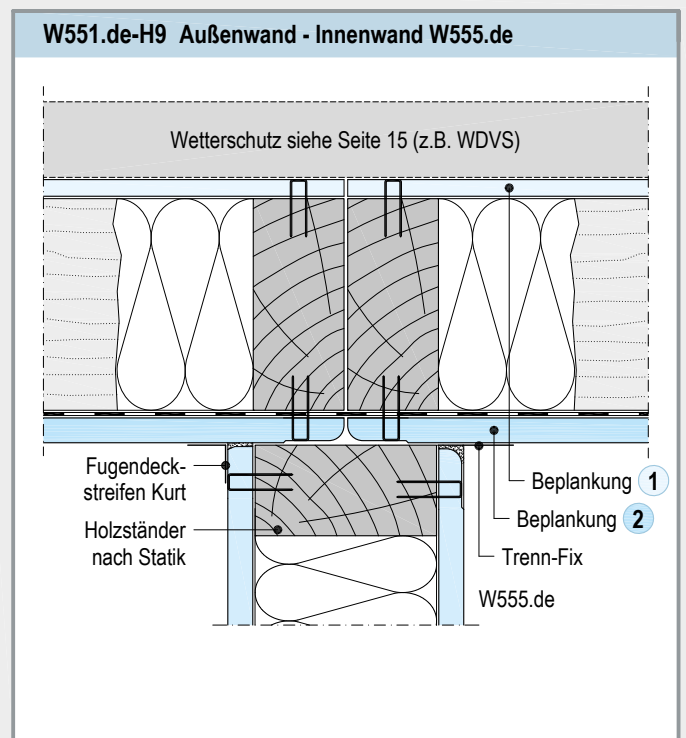 W551.de-H9 Außenwand - Innenwand W555.de
Wetterschutz siehe Seite 15 (z.B. WDVS)
Fugendeck-
streifen Kurt
Holzständer
nach Statik
Beplankung 1
Beplankung 2
Trenn-Fix
W555.de